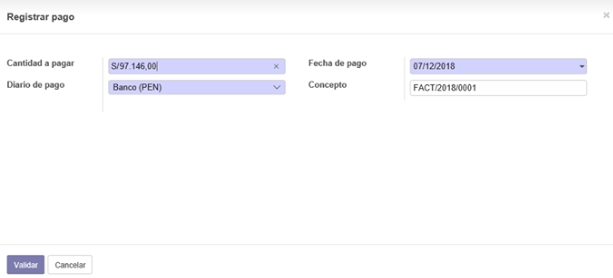 Registrar pago ×
Cantidad a pagar S/97.146,00 × Fecha de pago 07/12/2018
Diario de pago Banco (PEN) Concepto FACT/2018/0001
Validar Cancelar